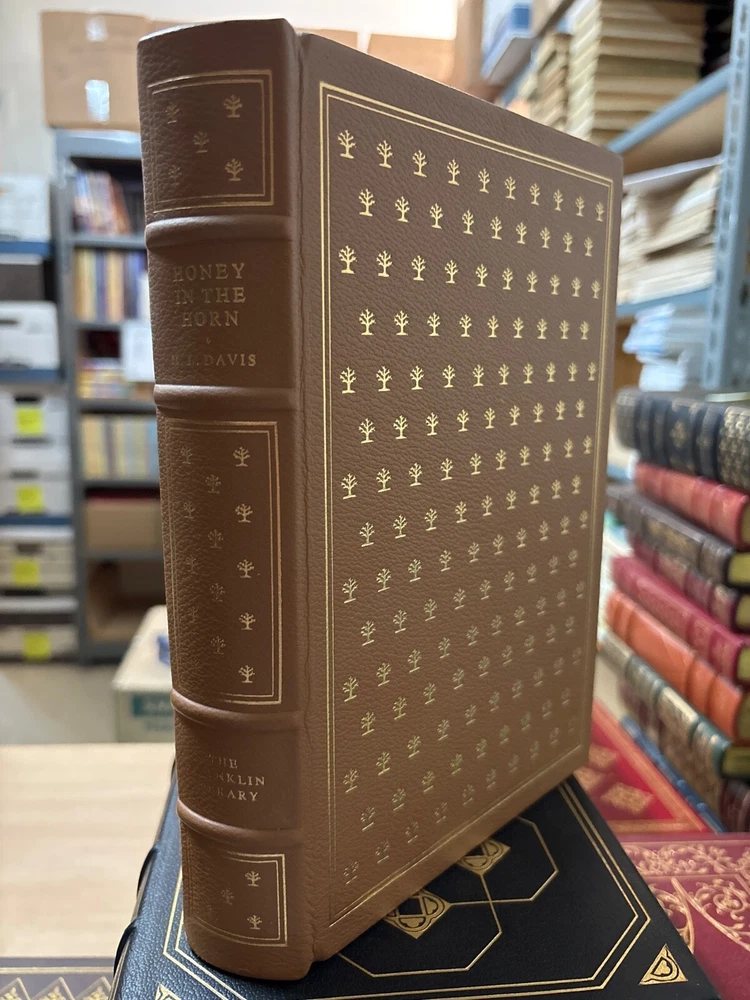 HONEY
IN THE
HORN
H. L. DAVIS
THE
FRANKLIN
LIBRARY